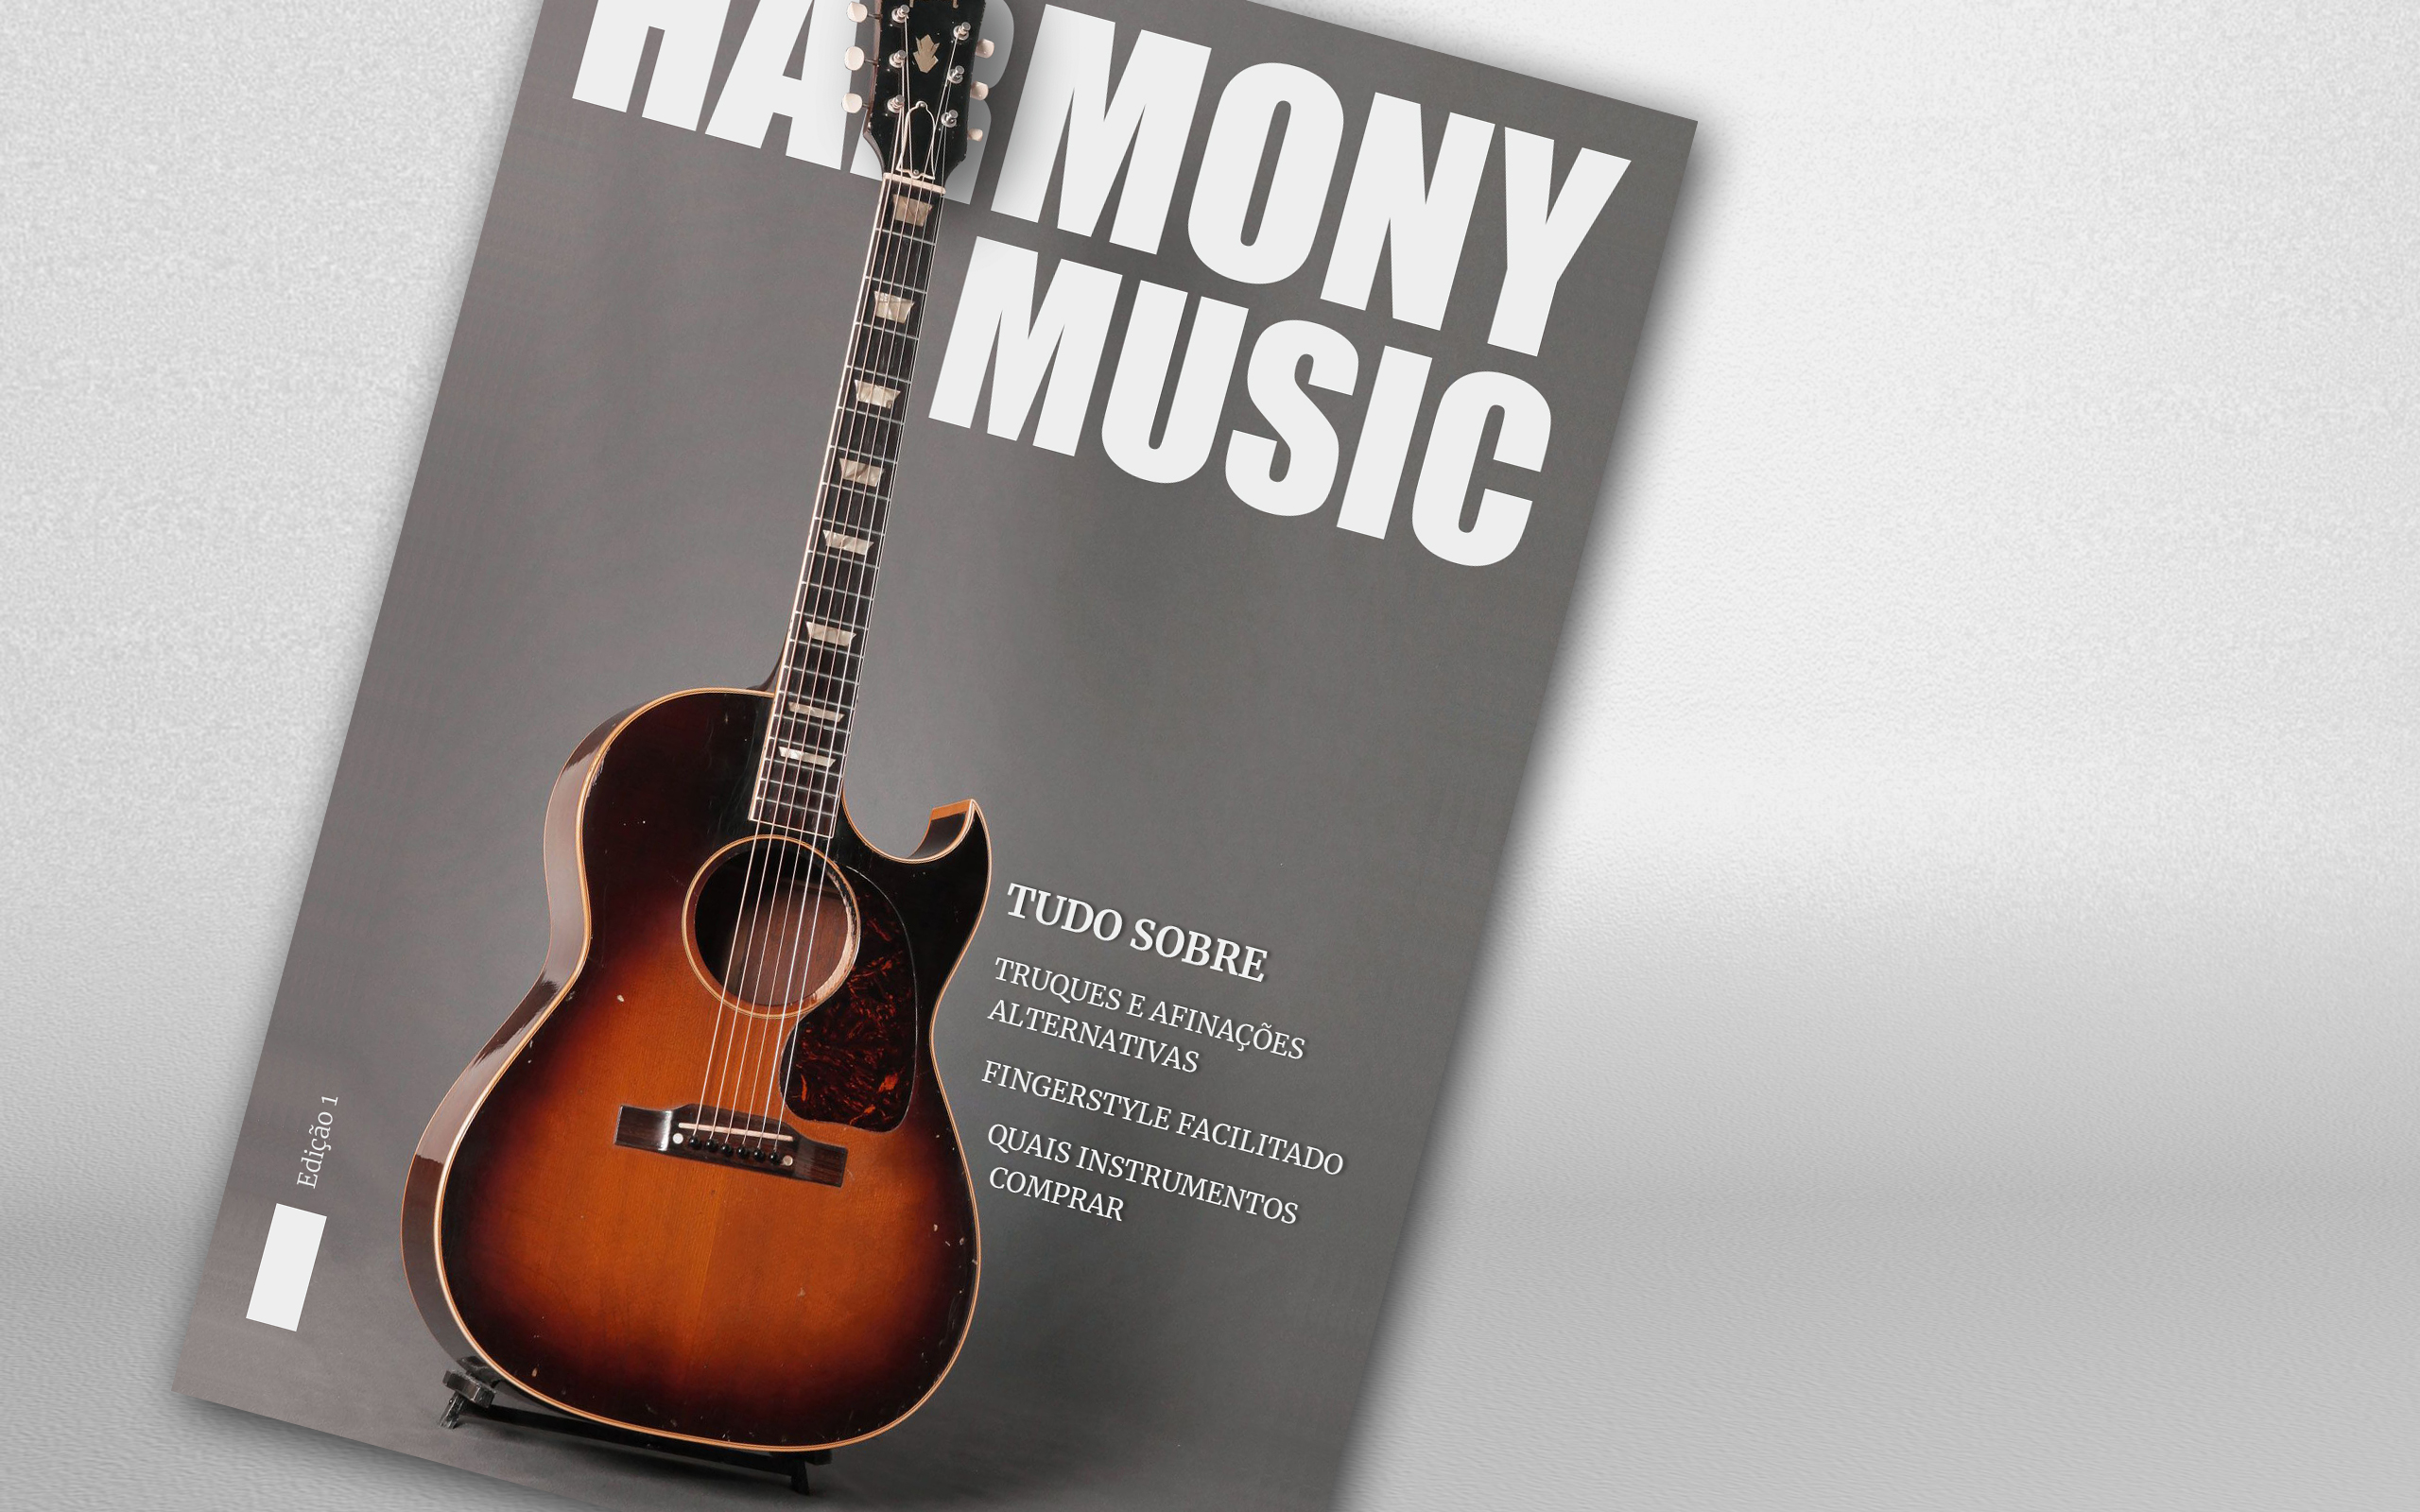 HARMONY
MUSIC
TUDO SOBRE
TRUQUES E AFINAÇÕES
ALTERNATIVAS
FINGERSTYLE FACILITADO
QUAIS INSTRUMENTOS
COMPRAR
Edição 1